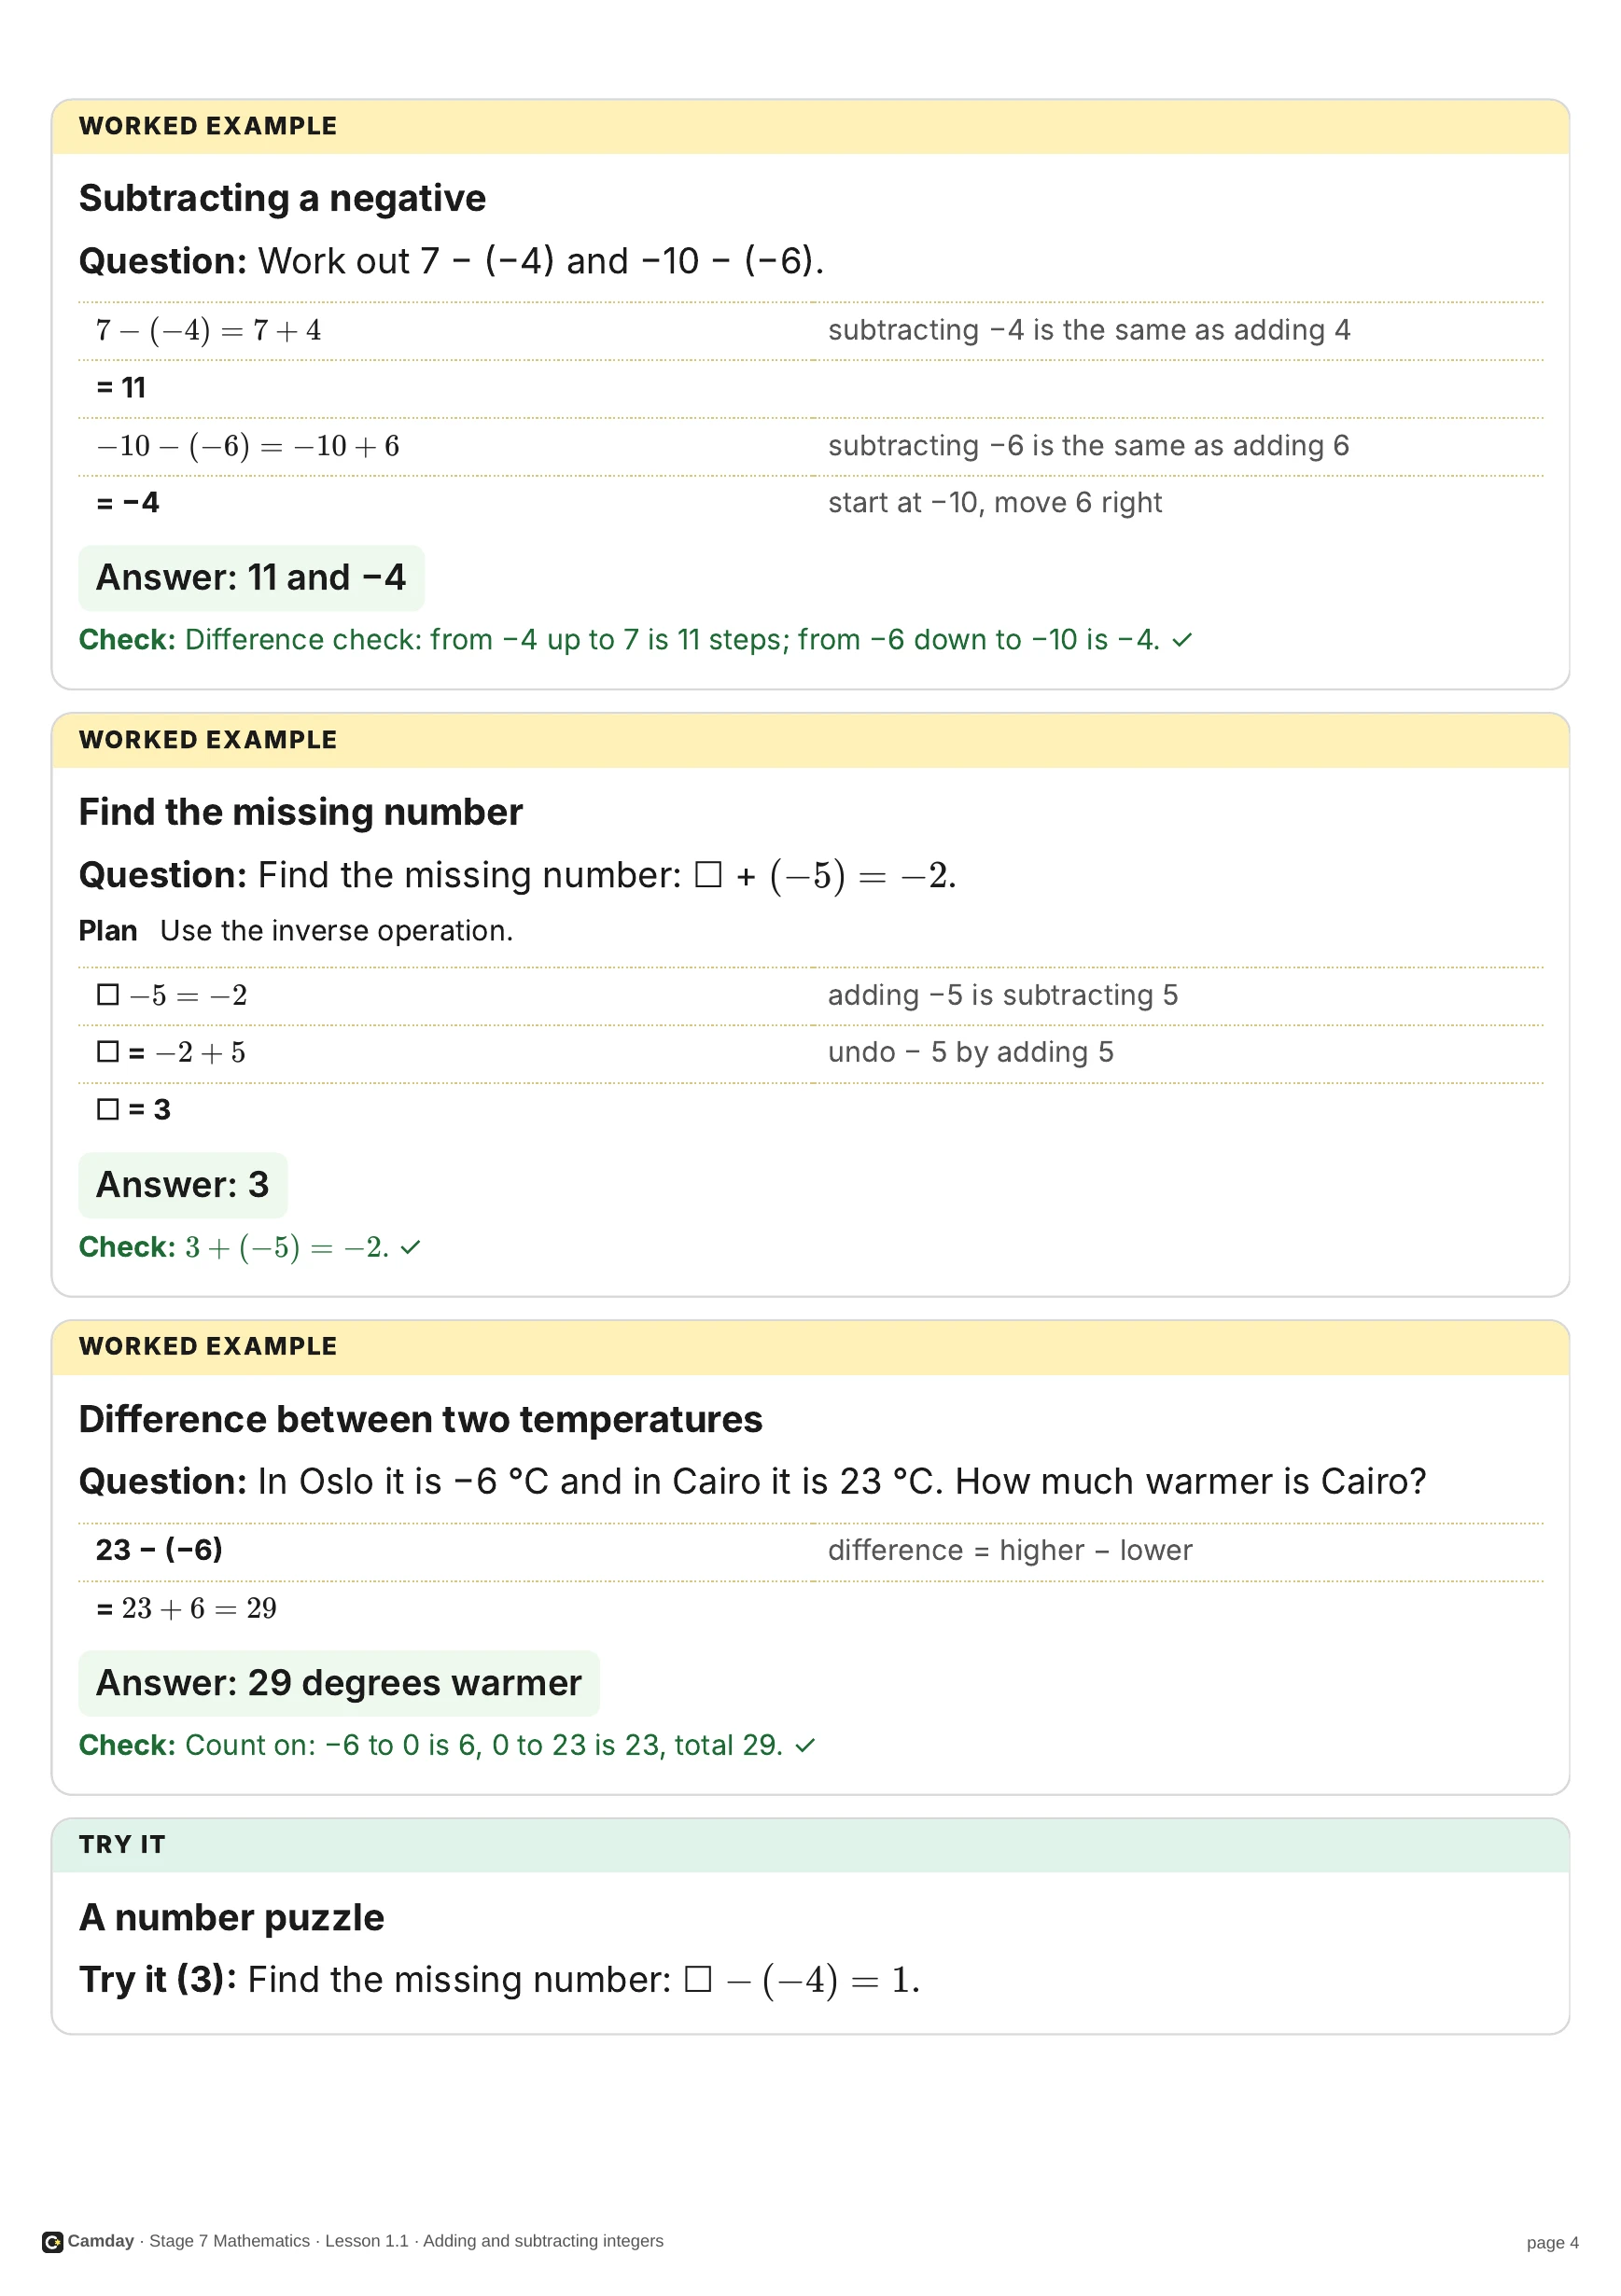 WORKED EXAMPLE
Subtracting a negative
Question: Work out 7 − (−4) and −10 − (−6).
7 − (−4) = 7 + 4 subtracting −4 is the same as adding 4
= 11
−10 − (−6) = −10 + 6 subtracting −6 is the same as adding 6
= −4 start at −10, move 6 right
Answer: 11 and −4
Check: Difference check: from −4 up to 7 is 11 steps; from −6 down to −10 is −4. ✓
WORKED EXAMPLE
Find the missing number
Question: Find the missing number: □ + (−5) = −2.
Plan Use the inverse operation.
□ −5 = −2 adding −5 is subtracting 5
□ = −2 + 5 undo − 5 by adding 5
□ = 3
Answer: 3
Check: 3 + (−5) = −2. ✓
WORKED EXAMPLE
Difference between two temperatures
Question: In Oslo it is −6 °C and in Cairo it is 23 °C. How much warmer is Cairo?
23 − (−6) difference = higher − lower
= 23 + 6 = 29
Answer: 29 degrees warmer
Check: Count on: −6 to 0 is 6, 0 to 23 is 23, total 29. ✓
TRY IT
A number puzzle
Try it (3): Find the missing number: □ − (−4) = 1.
Camday · Stage 7 Mathematics · Lesson 1.1 · Adding and subtracting integers page 4